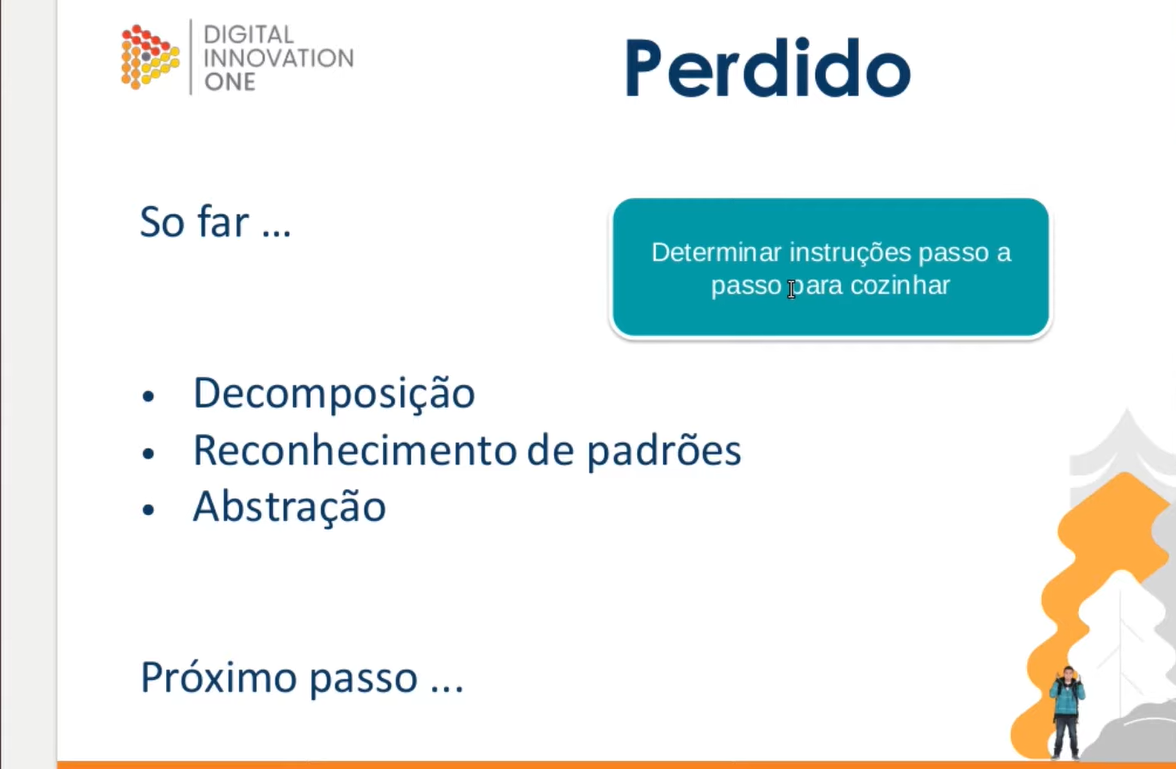 DIGITAL
INNOVATION
ONE
Perdido
So far ...
Determinar instruções passo a
passo para cozinhar
• Decomposição
• Reconhecimento de padrões
• Abstração
Próximo passo ...